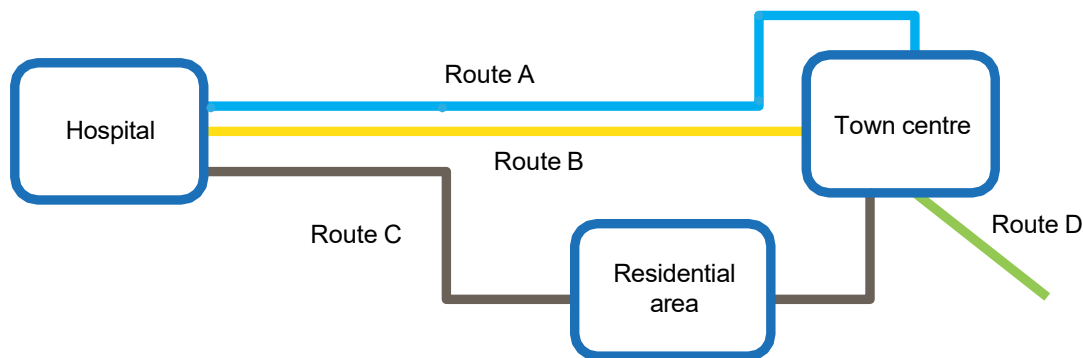 Route A
Hospital
Town centre
Route B
Route C
Route D
Residential
area